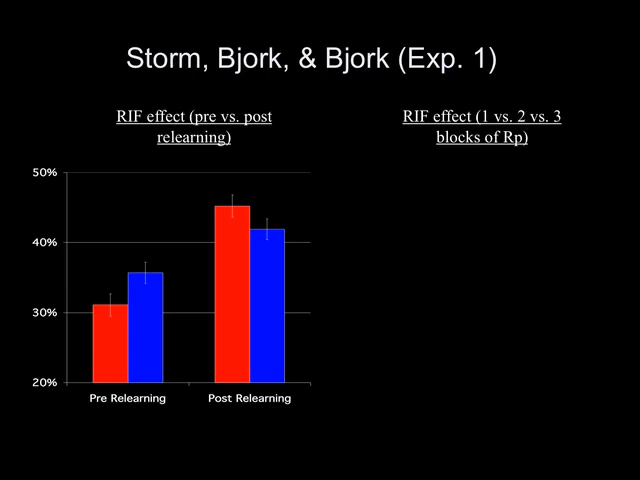 Storm, Bjork, & Bjork (Exp. 1)
RIF effect (pre vs. post
relearning)
RIF effect (1 vs. 2 vs. 3
blocks of Rp)
50%
40%
30%
20%
Pre Relearning
Post Relearning